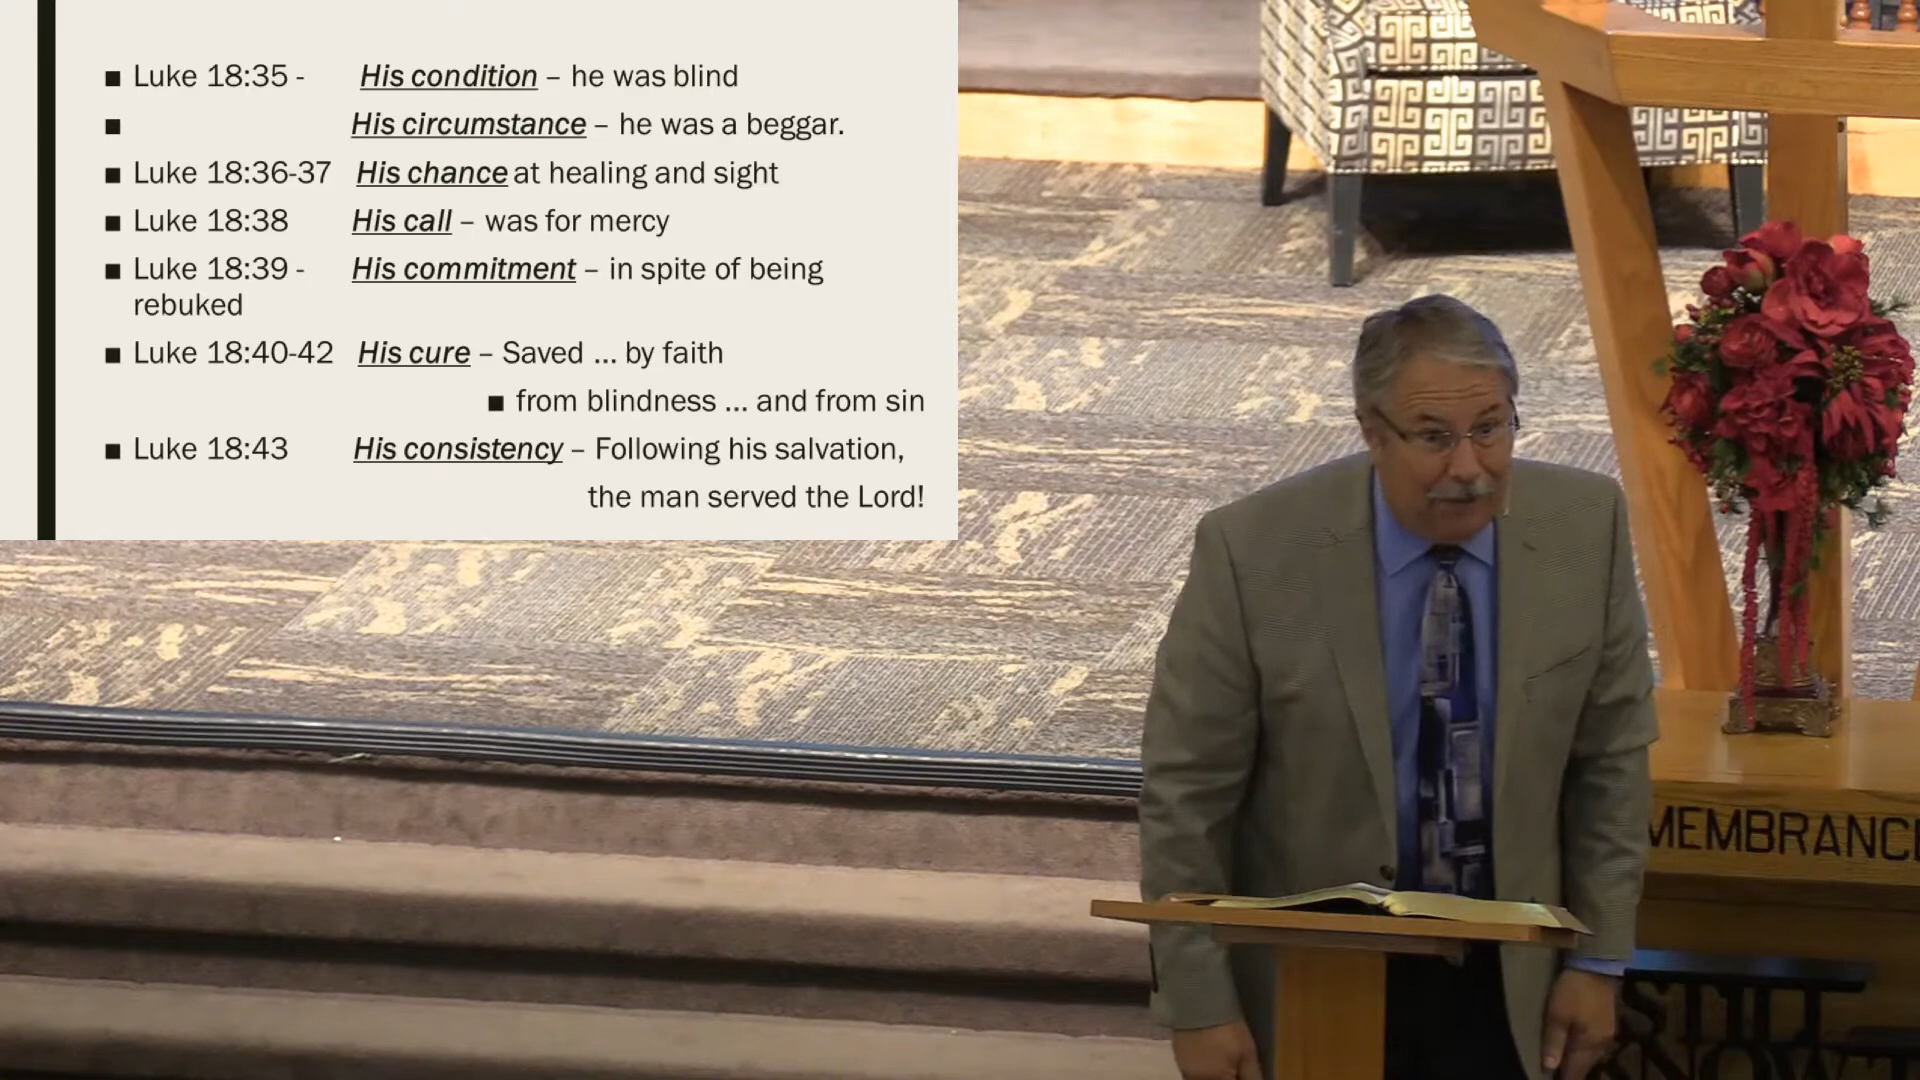 ■ Luke 18:35 - His condition – he was blind
■ His circumstance – he was a beggar.
■ Luke 18:36-37 His chance at healing and sight
■ Luke 18:38 His call – was for mercy
■ Luke 18:39 - His commitment – in spite of being
rebuked
■ Luke 18:40-42 His cure – Saved ... by faith
■ from blindness ... and from sin
■ Luke 18:43 His consistency – Following his salvation,
the man served the Lord!
MEMBRANC
STILL
KNOW